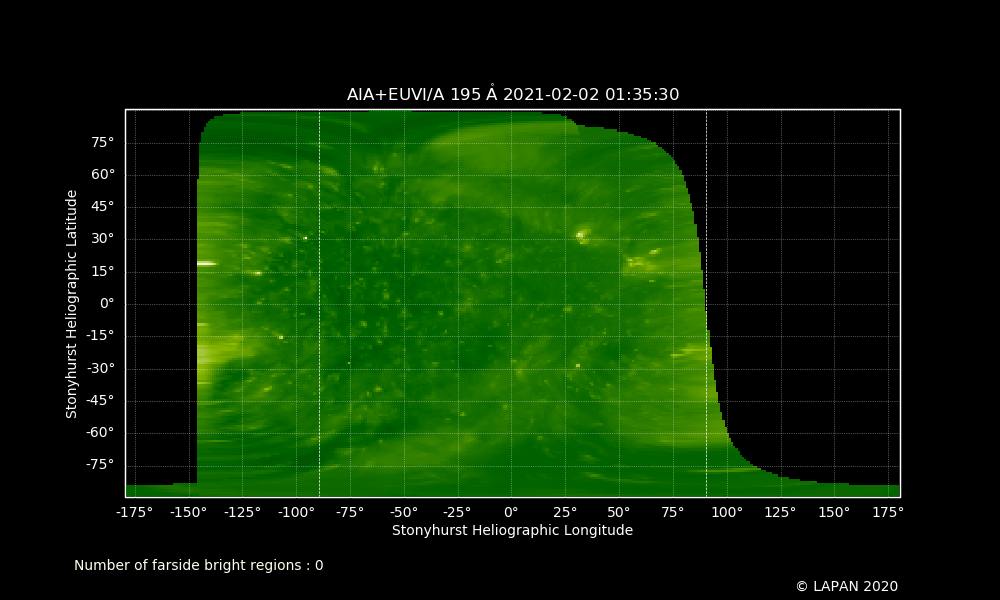 AIA+EUVI/A 195 Å 2021-02-02 01:35:30
75°
60°
45°
30°
15°
0°
-15°
-30°
-45°
-60°
-75°
Stonyhurst Heliographic Latitude
-175° -150° -125° -100° -75° -50° -25° 0° 25° 50° 75° 100° 125° 150° 175°
Stonyhurst Heliographic Longitude
Number of farside bright regions : 0
© LAPAN 2020